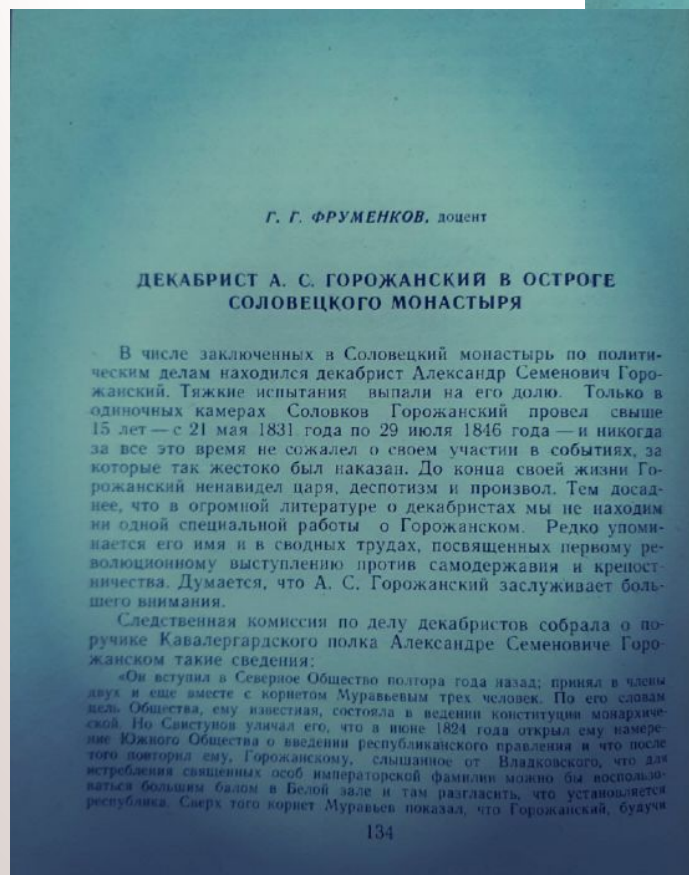 Г. Г. ФРУМЕНКОВ, доцент
ДЕКАБРИСТ А. С. ГОРОЖАНСКИЙ В ОСТРОГЕ
СОЛОВЕЦКОГО МОНАСТЫРЯ
В числе заключенных в Соловецкий монастырь по полити-
ческим делам находился декабрист Александр Семенович Горо-
жанский. Тяжкие испытания выпали на его долю. Только в
одиночных камерах Соловков Горожанский провел свыше
15 лет — с 21 мая 1831 года по 29 июля 1846 года — и никогда
за все это время не сожалел о своем участии в событиях, за
которые так жестоко был наказан. До конца своей жизни Го-
рожанский ненавидел царя, деспотизм и произвол. Тем досад-
нее, что в огромной литературе о декабристах мы не находим
ни одной специальной работы о Горожанском. Редко упоми-
нается его имя и в сводных трудах, посвященных первому ре-
волюционному выступлению против самодержавия и крепост-
ничества. Думается, что А. С. Горожанский заслуживает боль-
шего внимания.
Следственная комиссия по делу декабристов собрала о по-
ручике Кавалергардского полка Александре Семеновиче Горо-
жанском такие сведения:
«Он вступил в Северное Общество полтора года назад; принял в члены
двух и еще вместе с корнетом Муравьевым трех человек. По его словам
цель Общества, ему известная, состояла в ведении конституции монархиче-
ской. Но Свистунов уличал его, что в июне 1824 года открыл ему намере-
ние Южного Общества о введении республиканского правления и что после
того повторил ему, Горожанскому, слышанное от Владковского, что для
истребления священных особ императорской фамилии можно бы воспользо-
ваться большим балом в Белой зале и там разгласить, что установляется
республика. Сверх того корнет Муравьев показал, что Горожанский, будучи
134